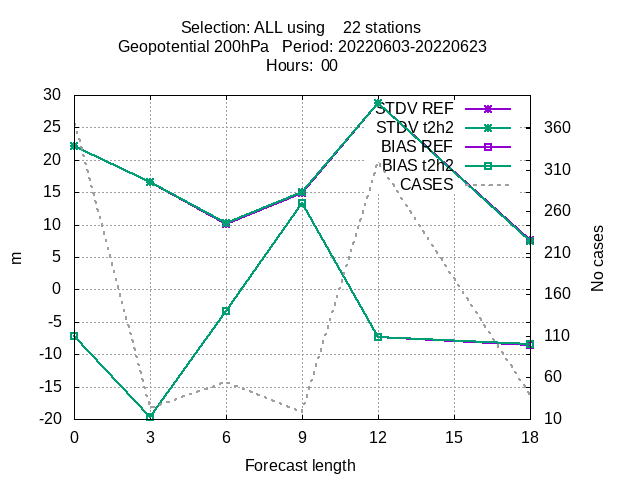 Selection: ALL using 22 stations
Geopotential 200hPa Period: 20220603-20220623
Hours: 00
30
25
20
15
10
5
0
-5
-10
-15
-20
m
STDV REF
STDV t2h2
BIAS REF
BIAS t2h2
CASES
360
310
260
210
160
110
60
10
No cases
0 3 6 9 12 15 18
Forecast length